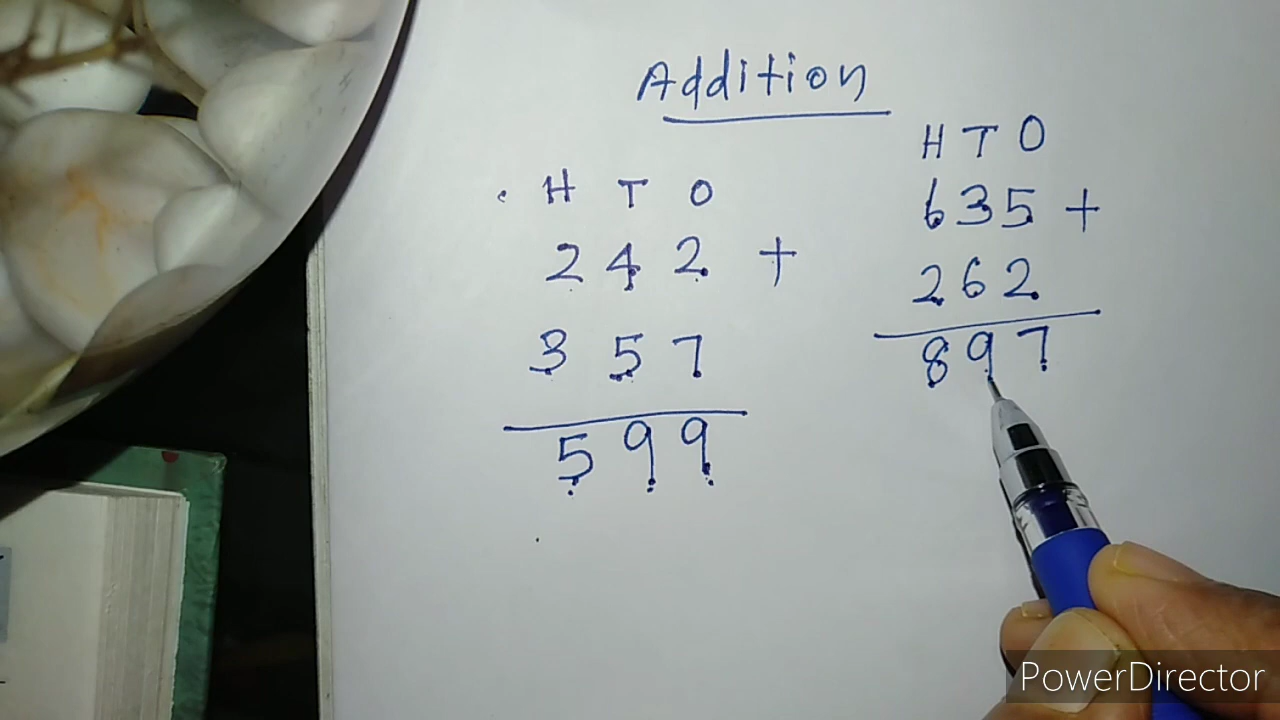 Addition
H T O
242 +
357
599
H T O
635 +
262
897
PowerDirector